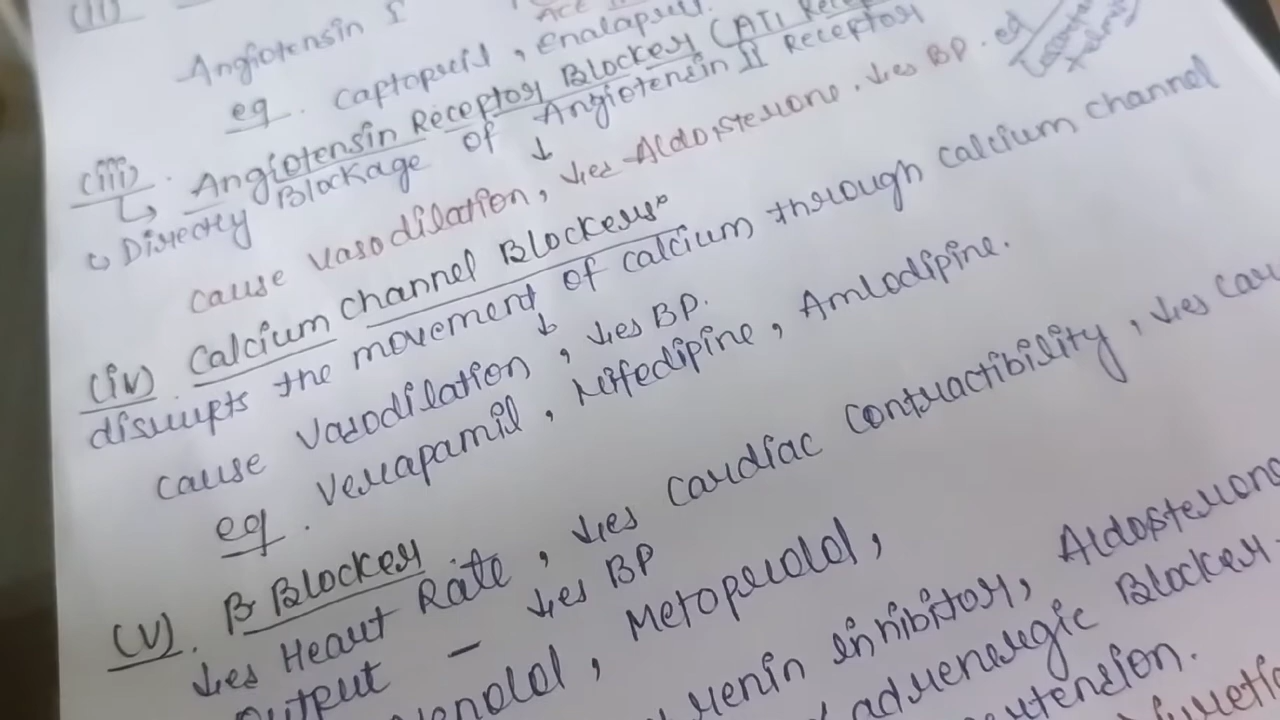 (ii)
ACE
Angiotensin I
eg. Captopril, Enalapril.
(iii). Angiotensin Receptor Blocker (AT1
↳ Directly Blockage of Angiotensin II Receptor
↓
cause vasodilation, ↓es Aldosterone. ↓es BP. eg
(iv). Calcium channel Blockers
disrupts the movement of calcium through calcium channel
↓
cause vasodilation, ↓es BP.
eg. Verapamil, Nifedipine, Amlodipine.
(v). β Blocker
↓es Heart Rate, ↓es cardiac contractibility, ↓es
output — ↓es BP
Metoprolol,
renin inhibitor, Aldosterone
adrenergic Blocker